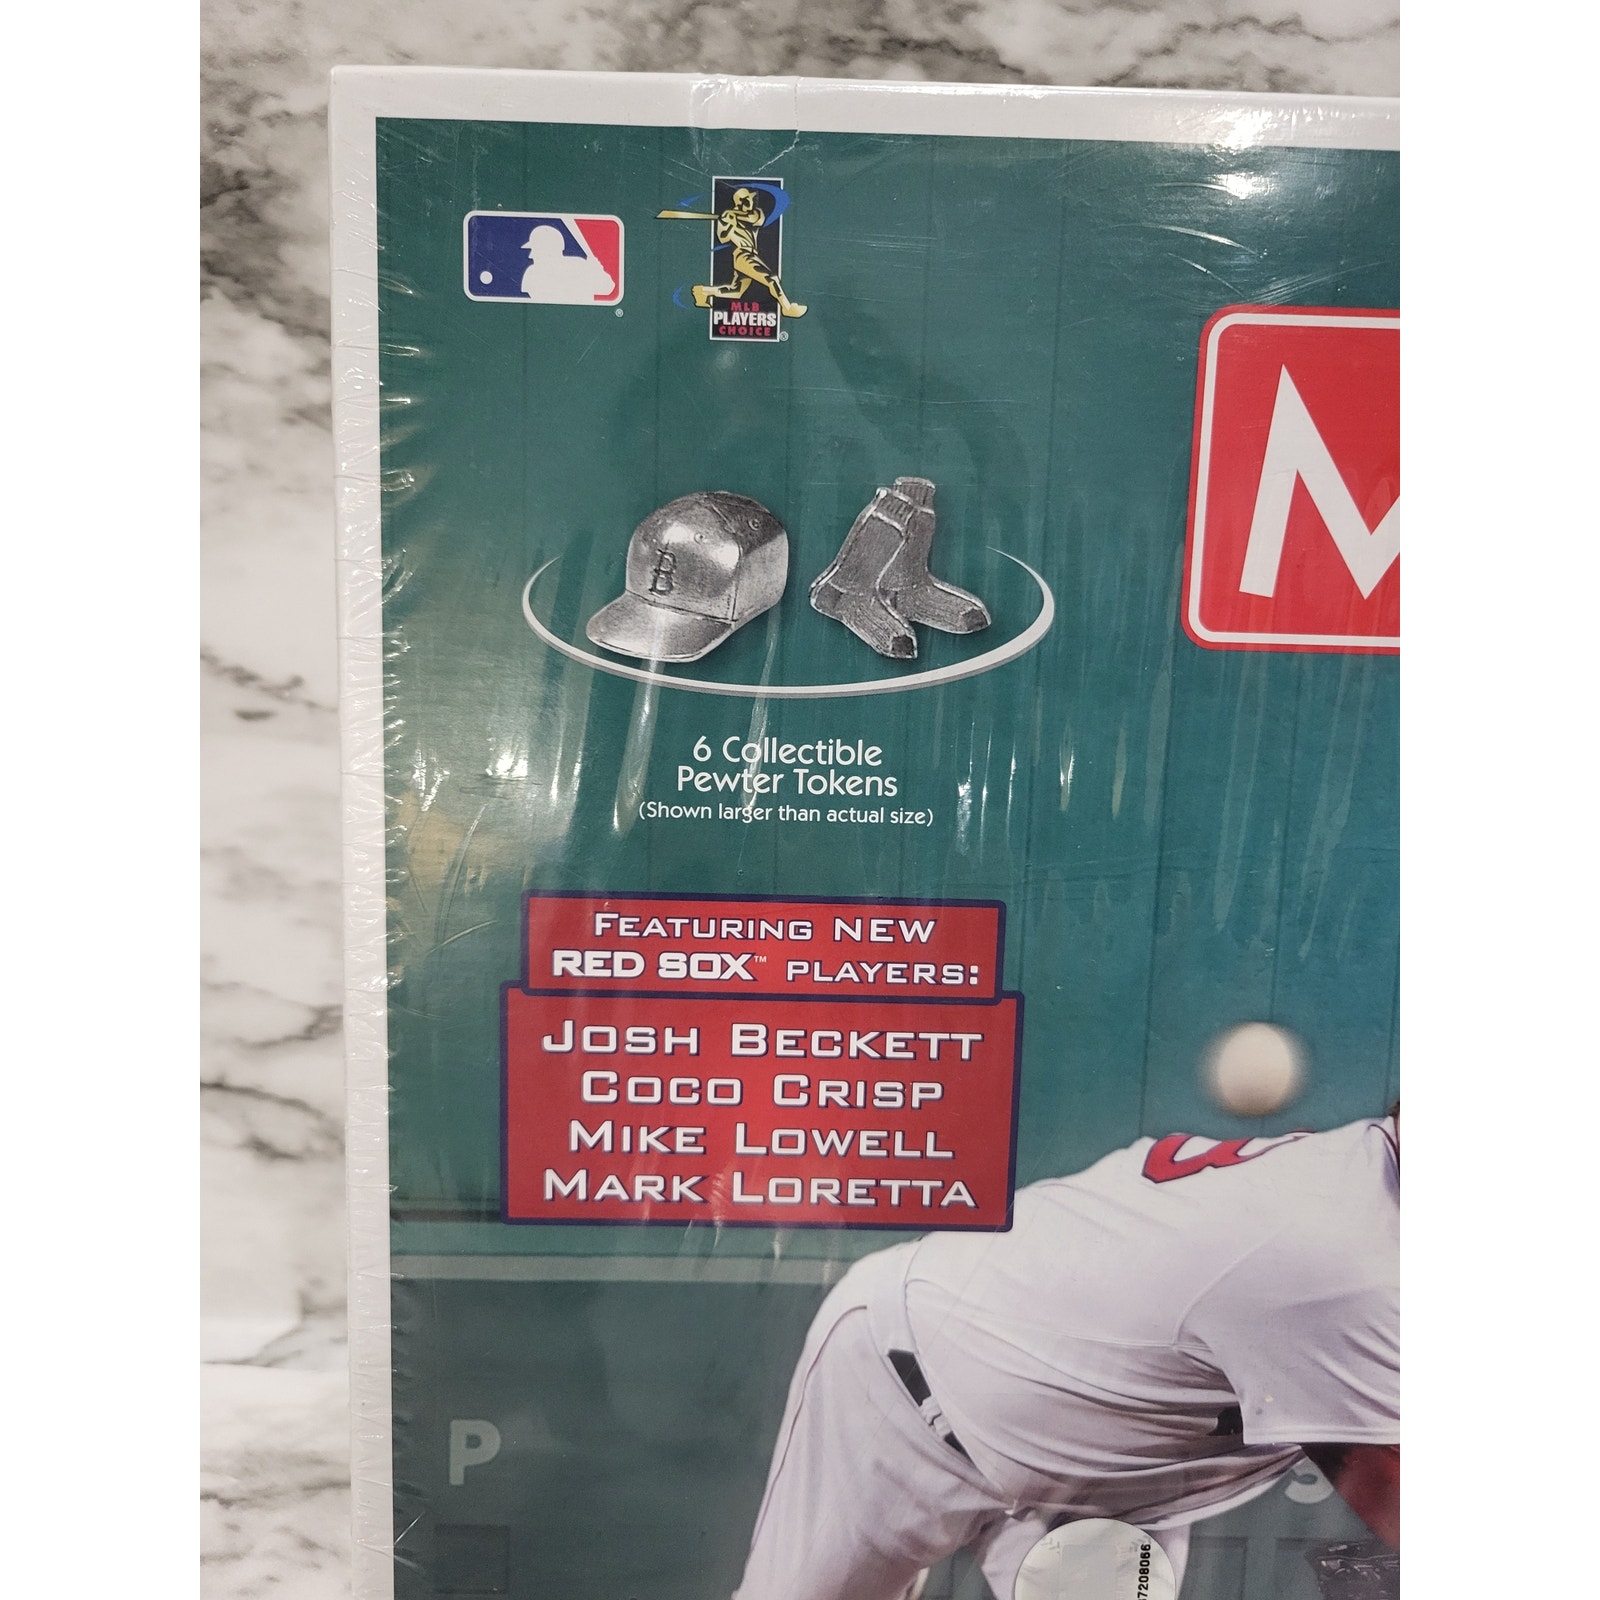 MLB
PLAYERS
CHOICE
M
B
6 Collectible
Pewter Tokens
(Shown larger than actual size)
FEATURING NEW
RED SOX™ PLAYERS:
JOSH BECKETT
COCO CRISP
MIKE LOWELL
MARK LORETTA
P
7208066